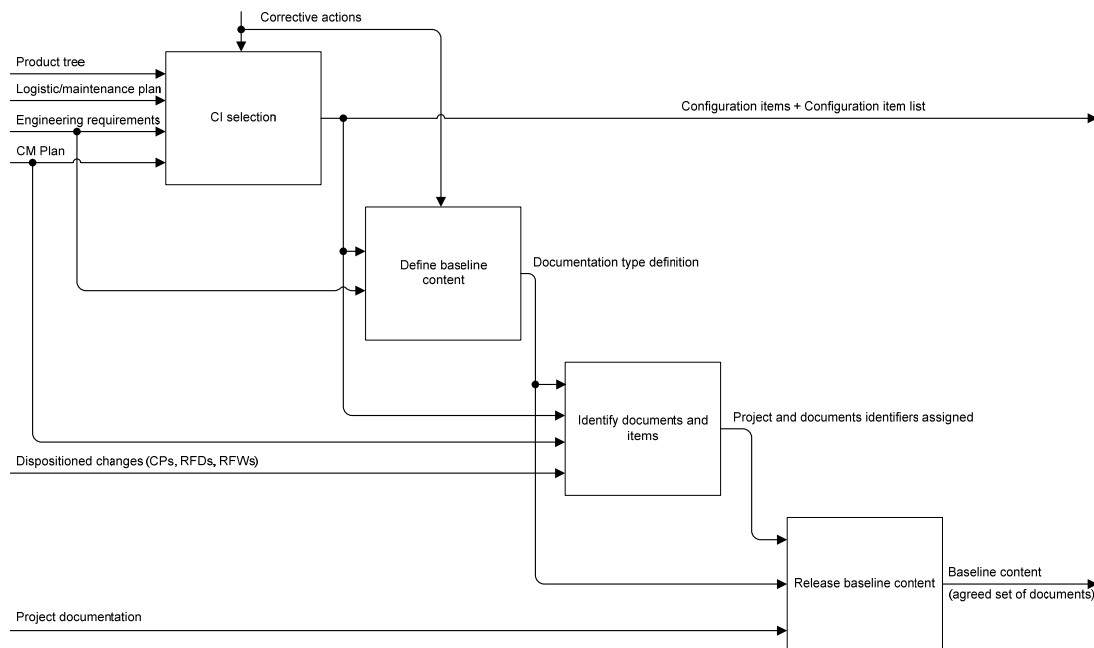 Corrective actions
Product tree
Logistic/maintenance plan
Engineering requirements
CM Plan
CI selection
Configuration items + Configuration item list
Define baseline
content
Documentation type definition
Identify documents and
items
Project and documents identifiers assigned
Dispositioned changes (CPs, RFDs, RFWs)
Release baseline content
Baseline content
(agreed set of documents)
Project documentation